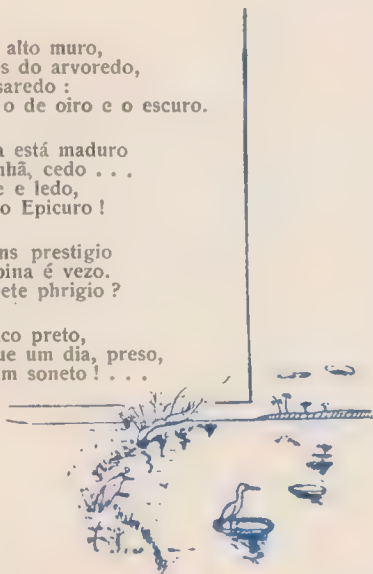 alto muro,
s do arvoredo,
saredo :
o de oiro e o escuro.
a está maduro
nhã, cedo . . .
e e ledo,
o Epicuro !
ns prestigio
pina é vezo.
ete phrigio ?
co preto,
ue um dia, preso,
m soneto ! . . .